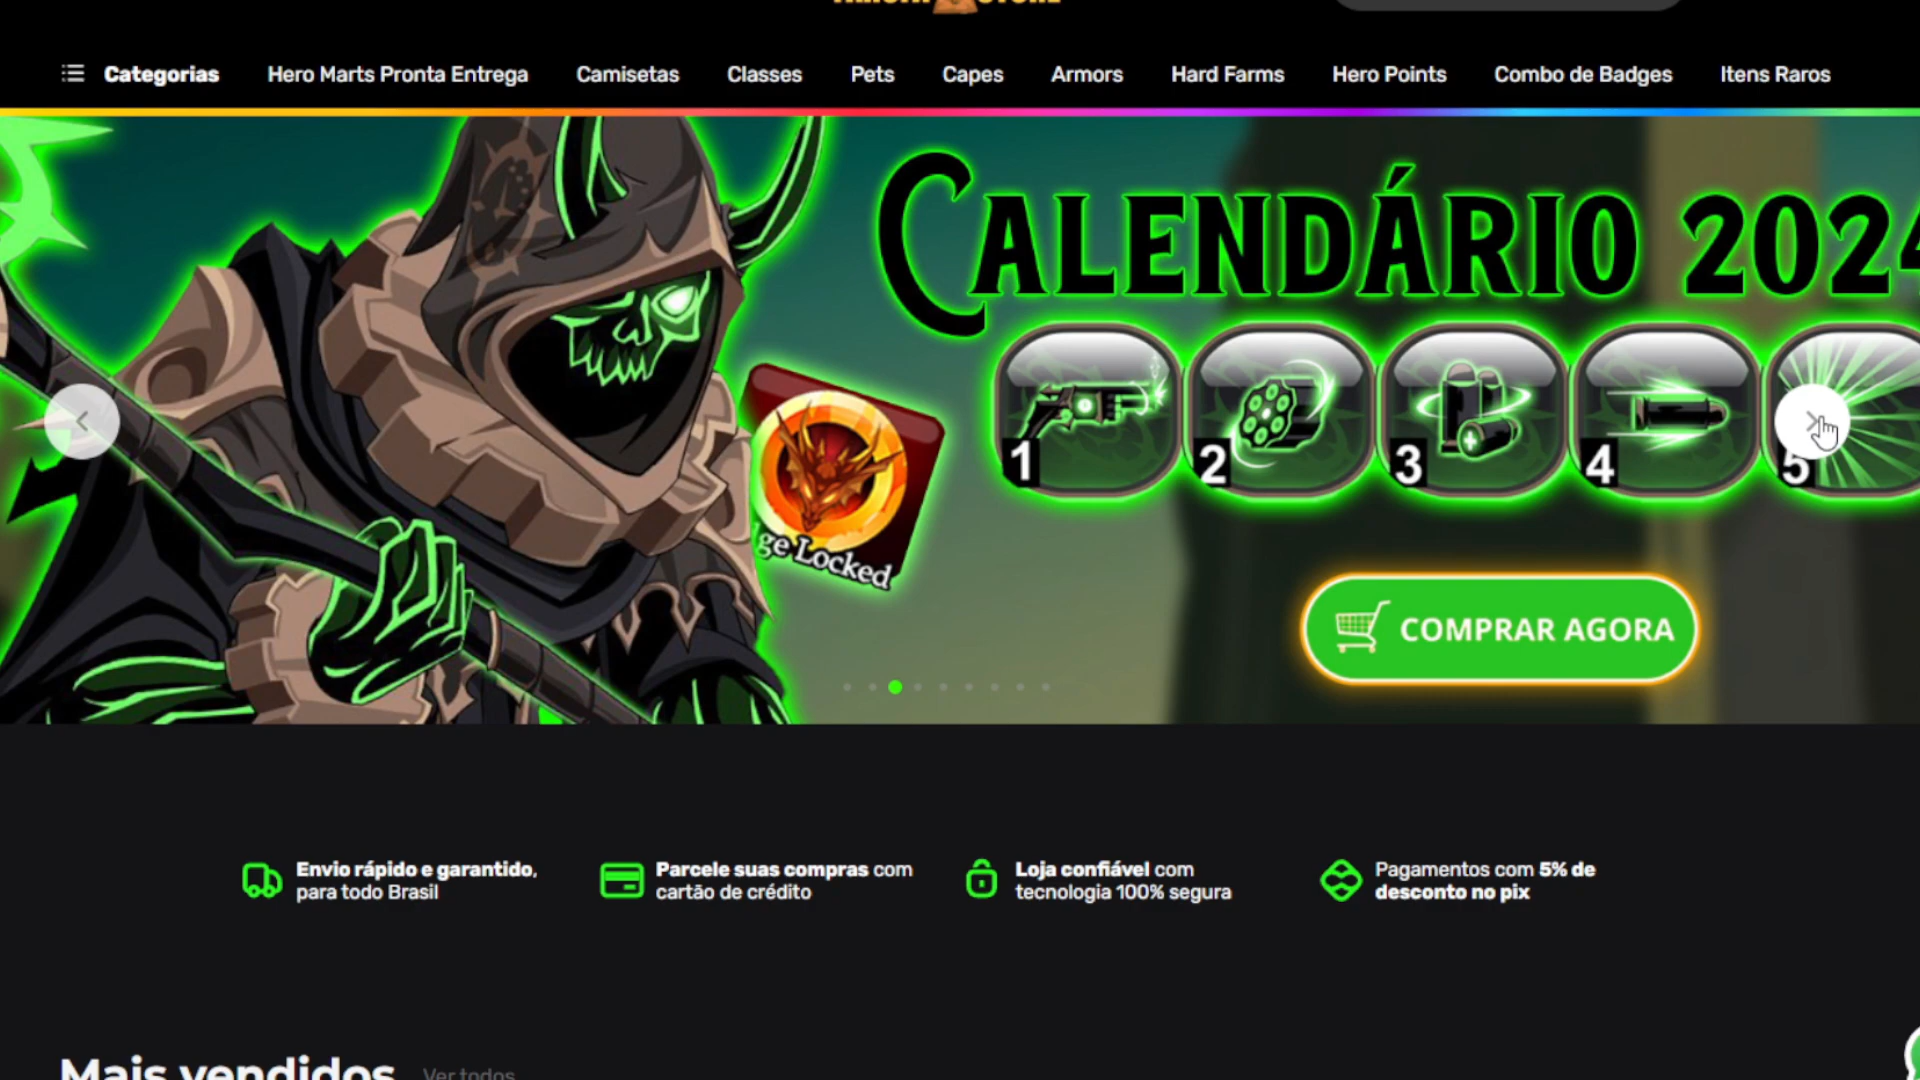 Categorias Hero Marts Pronta Entrega Camisetas Classes Pets Capes Armors Hard Farms Hero Points Combo de Badges Itens Raros
CALENDÁRIO 2024
1 2 3 4 5
ge Locked
COMPRAR AGORA
Envio rápido e garantido,
para todo Brasil
Parcele suas compras com
cartão de crédito
Loja confiável com
tecnologia 100% segura
Pagamentos com 5% de
desconto no pix
Mais vendidos Ver todos